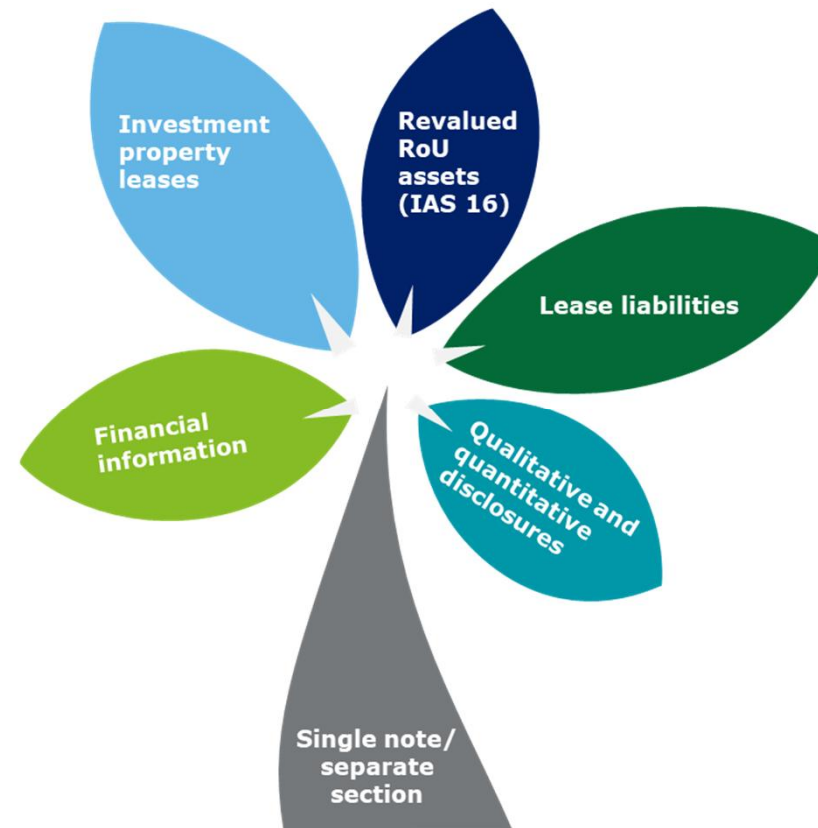 Investment
property
leases
Revalued
RoU
assets
(IAS 16)
Lease liabilities
Financial
information
Qualitative and
quantitative
disclosures
Single note/
separate
section